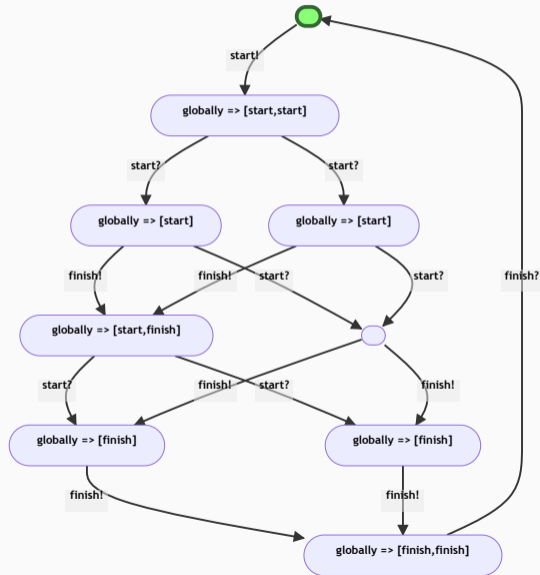 start!
globally => [start,start]
start?
start?
globally => [start]
globally => [start]
finish!
finish!
start?
start?
finish?
globally => [start,finish]
start?
finish!
start?
finish!
globally => [finish]
globally => [finish]
finish!
finish!
globally => [finish,finish]